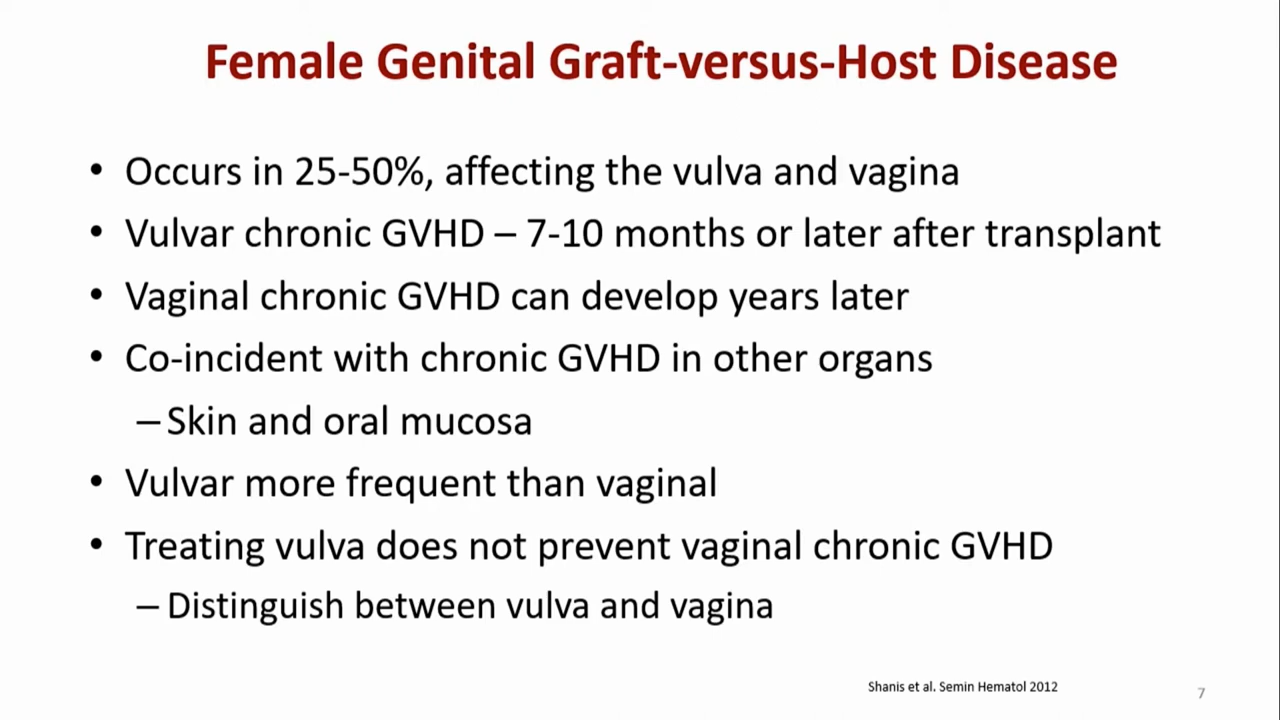 Female Genital Graft-versus-Host Disease
• Occurs in 25-50%, affecting the vulva and vagina
• Vulvar chronic GVHD – 7-10 months or later after transplant
• Vaginal chronic GVHD can develop years later
• Co-incident with chronic GVHD in other organs
– Skin and oral mucosa
• Vulvar more frequent than vaginal
• Treating vulva does not prevent vaginal chronic GVHD
– Distinguish between vulva and vagina
Shanis et al. Semin Hematol 2012
7